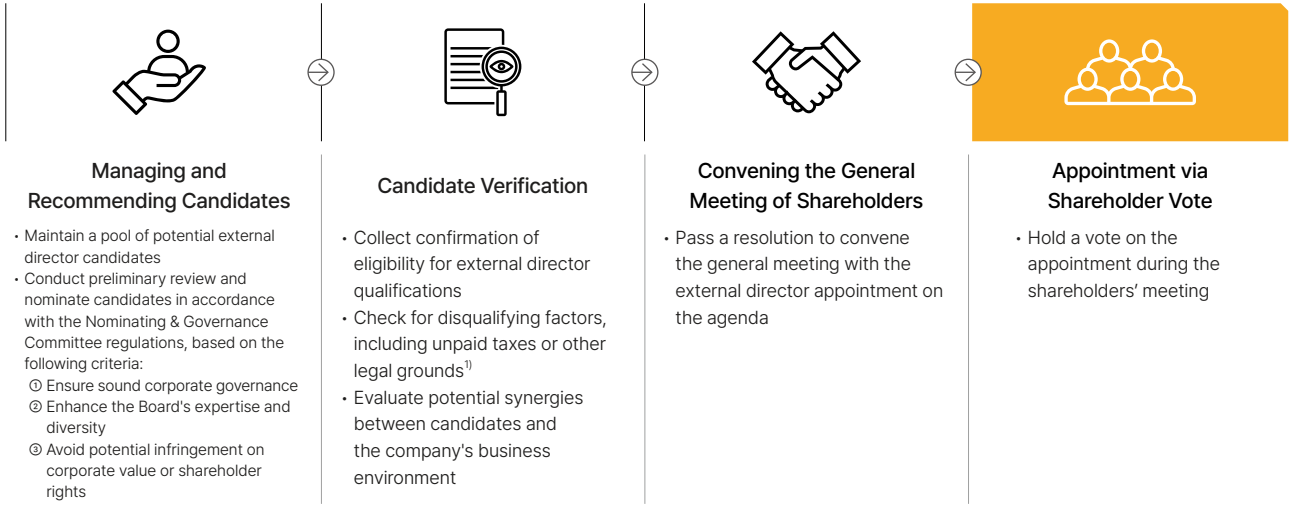 Managing and
Recommending Candidates
• Maintain a pool of potential external
director candidates
• Conduct preliminary review and
nominate candidates in accordance
with the Nominating & Governance
Committee regulations, based on the
following criteria:
① Ensure sound corporate governance
② Enhance the Board's expertise and
diversity
③ Avoid potential infringement on
corporate value or shareholder
rights
Candidate Verification
• Collect confirmation of
eligibility for external director
qualifications
• Check for disqualifying factors,
including unpaid taxes or other
legal grounds1)
• Evaluate potential synergies
between candidates and
the company's business
environment
Convening the General
Meeting of Shareholders
• Pass a resolution to convene
the general meeting with the
external director appointment on
the agenda
Appointment via
Shareholder Vote
• Hold a vote on the
appointment during the
shareholders’ meeting